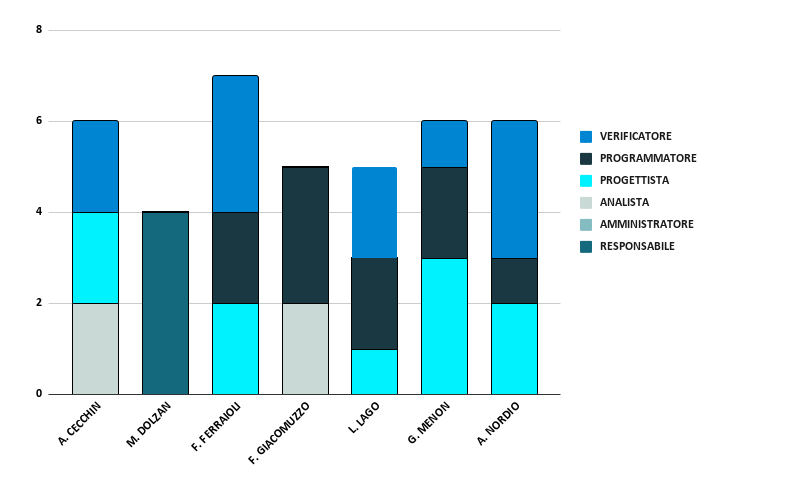 8
6
4
2
0
A. CECCHIN
M. DOLZAN
F. FERRAIOLI
F. GIACOMUZZO
L. LAGO
G. MENON
A. NORDIO
VERIFICATORE
PROGRAMMATORE
PROGETTISTA
ANALISTA
AMMINISTRATORE
RESPONSABILE